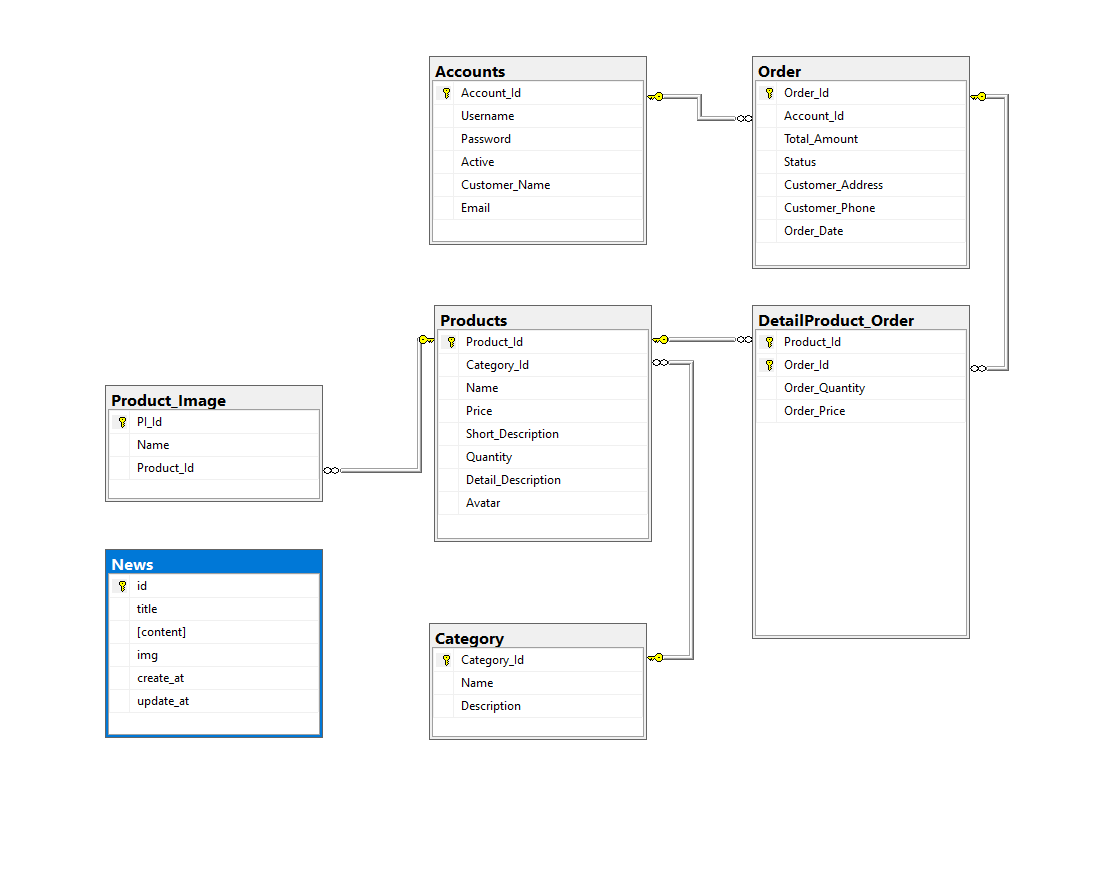 Accounts
Account_Id
Username
Password
Active
Customer_Name
Email
Order
Order_Id
Account_Id
Total_Amount
Status
Customer_Address
Customer_Phone
Order_Date
Products
Product_Id
Category_Id
Name
Price
Short_Description
Quantity
Detail_Description
Avatar
DetailProduct_Order
Product_Id
Order_Id
Order_Quantity
Order_Price
Product_Image
PI_Id
Name
Product_Id
News
id
title
[content]
img
create_at
update_at
Category
Category_Id
Name
Description